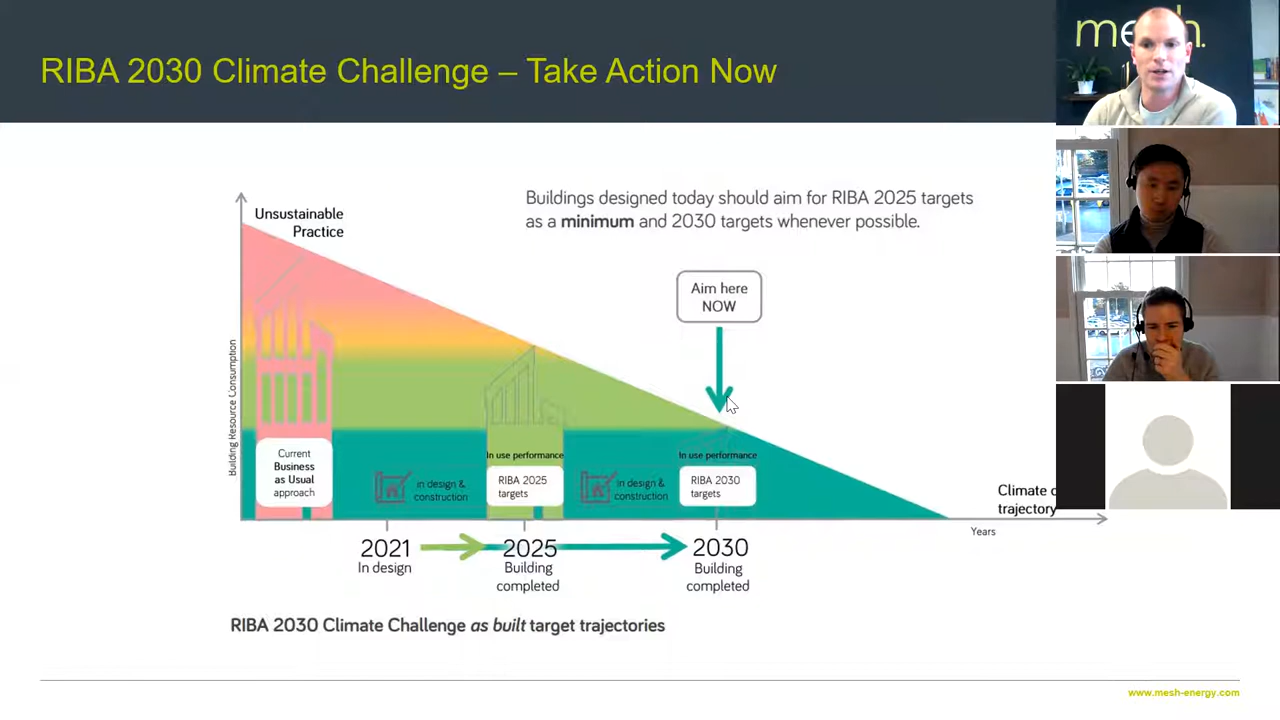 RIBA 2030 Climate Challenge – Take Action Now
mesh.
Unsustainable
Practice
Buildings designed today should aim for RIBA 2025 targets
as a minimum and 2030 targets whenever possible.
Aim here
NOW
Building Resource Consumption
Current
Business
as Usual
approach
in design &
construction
In use performance
RIBA 2025
targets
in design &
construction
In use performance
RIBA 2030
targets
Climate
trajectory
Years
2021
In design
2025
Building
completed
2030
Building
completed
RIBA 2030 Climate Challenge as built target trajectories
www.mesh-energy.com